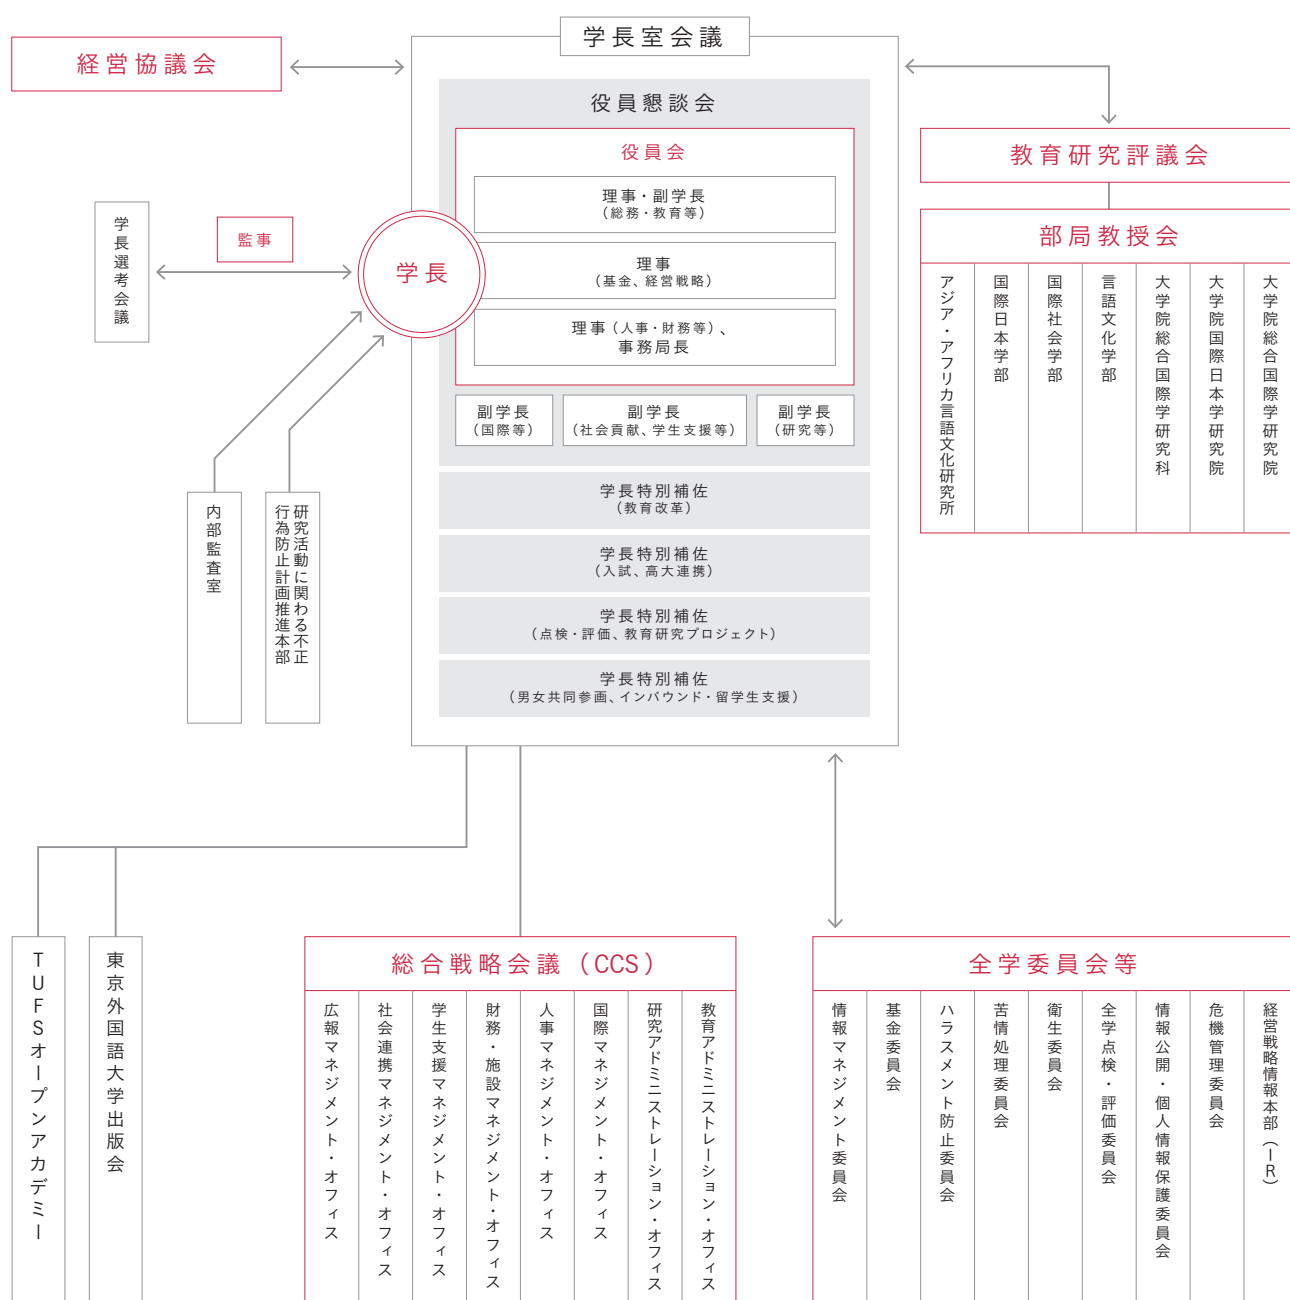 学長室会議
経営協議会
役員懇談会
役員会
理事・副学長
（総務・教育等）
理事
（基金、経営戦略）
理事（人事・財務等）、
事務局長
学長
監事
学長選考会議
副学長
（国際等）
副学長
（社会貢献、学生支援等）
副学長
（研究等）
学長特別補佐
（教育改革）
学長特別補佐
（入試、高大連携）
学長特別補佐
（点検・評価、教育研究プロジェクト）
学長特別補佐
（男女共同参画、インバウンド・留学生支援）
内部監査室
研究活動に関わる不正
行為防止計画推進本部
教育研究評議会
部局教授会
アジア・アフリカ言語文化研究所
国際日本学部
国際社会学部
言語文化学部
大学院総合国際学研究科
大学院国際日本学研究院
大学院総合国際学研究院
TUFSオープンアカデミー
東京外国語大学出版会
総合戦略会議（CCS）
広報マネジメント・オフィス
社会連携マネジメント・オフィス
学生支援マネジメント・オフィス
財務・施設マネジメント・オフィス
人事マネジメント・オフィス
国際マネジメント・オフィス
研究アドミニストレーション・オフィス
教育アドミニストレーション・オフィス
全学委員会等
情報マネジメント委員会
基金委員会
ハラスメント防止委員会
苦情処理委員会
衛生委員会
全学点検・評価委員会
情報公開・個人情報保護委員会
危機管理委員会
経営戦略情報本部（IR）